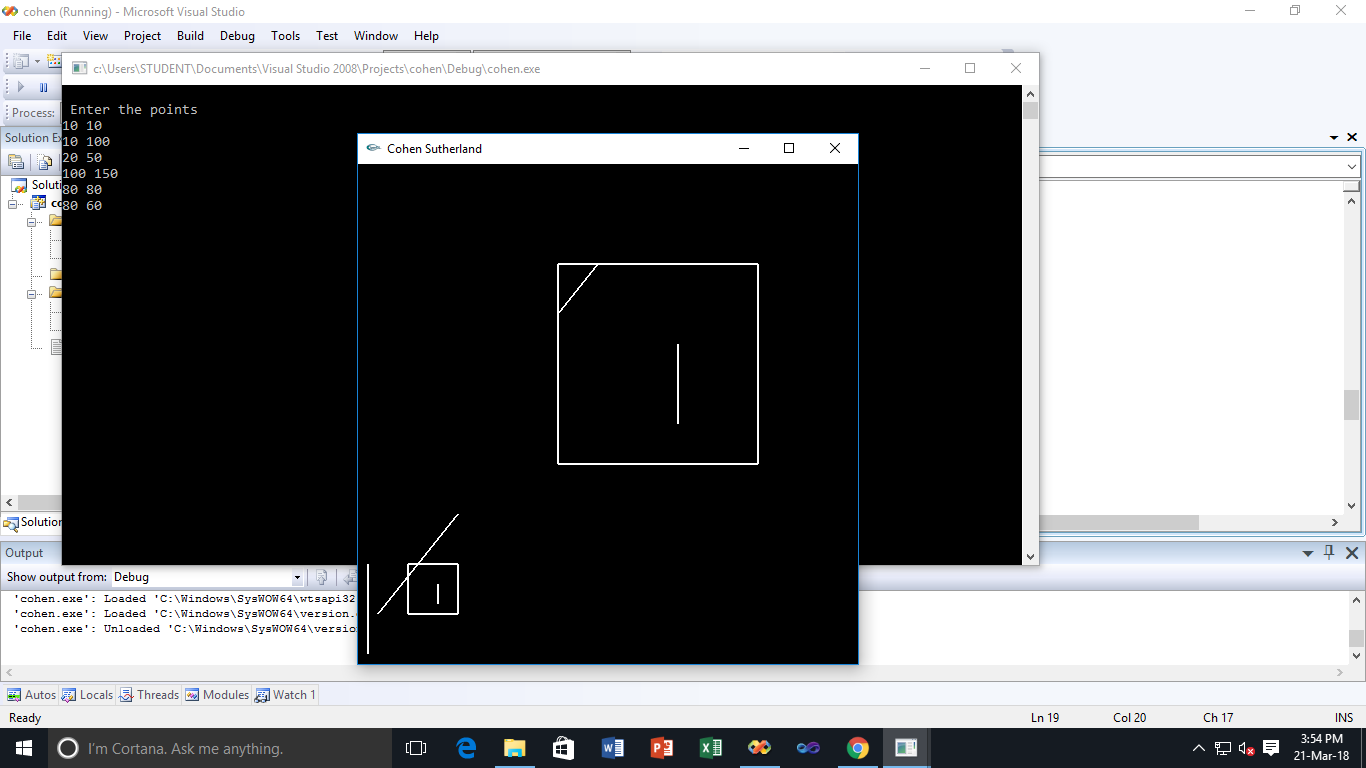 cohen (Running) - Microsoft Visual Studio
File Edit View Project Build Debug Tools Test Window Help
c:\Users\STUDENT\Documents\Visual Studio 2008\Projects\cohen\Debug\cohen.exe
Process:
Enter the points
10 10
10 100
20 50
100 150
80 80
80 60
Solution Ex
Soluti
co
Cohen Sutherland
Solution
Output
Show output from: Debug
'cohen.exe': Loaded 'C:\Windows\SysWOW64\wtsapi32
'cohen.exe': Loaded 'C:\Windows\SysWOW64\version.
'cohen.exe': Unloaded 'C:\Windows\SysWOW64\versio
Autos Locals Threads Modules Watch 1
Ready Ln 19 Col 20 Ch 17 INS
I'm Cortana. Ask me anything.
3:54 PM
21-Mar-18